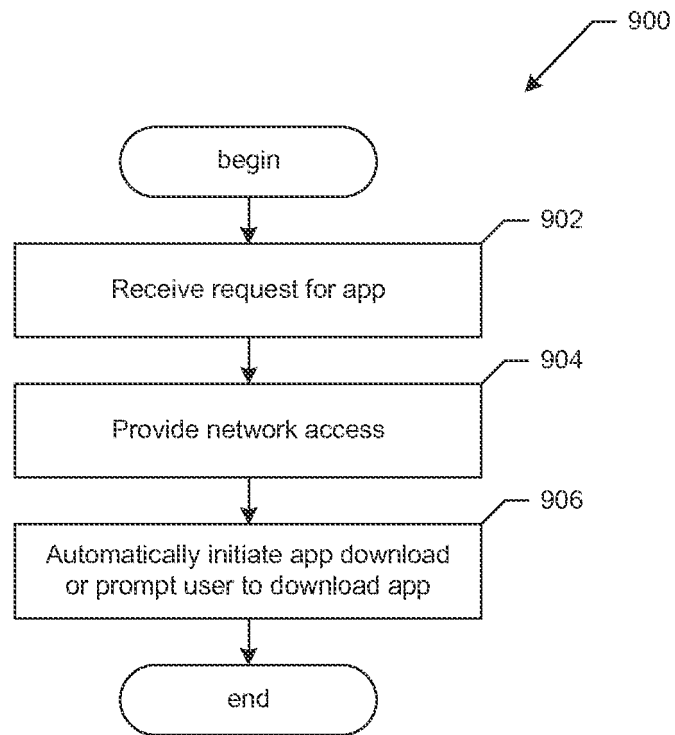 900
begin
902
Receive request for app
904
Provide network access
906
Automatically initiate app download
or prompt user to download app
end